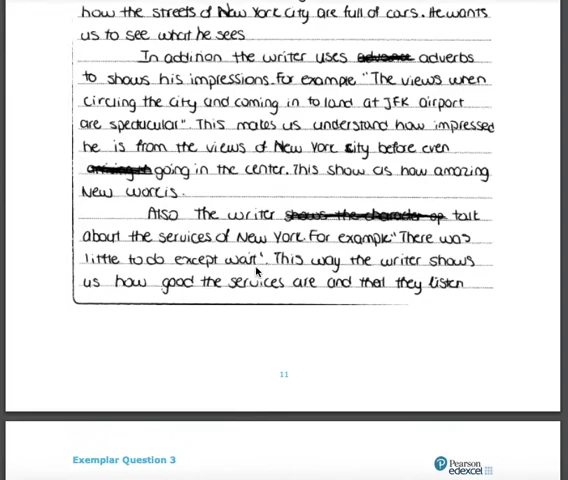 how the streets of New York city are full of cars. He wants
us to see what he sees
In addition the writer uses adverbs
to shows his impressions. For example "The views when
circling the city and coming in to land at JFK airport
are spectacular". This makes us understand how impressed
he is from the views of New York city before even
going in the center. This show us how amazing
New York is.
Also the writer shows the character op talk
about the services of New York. For example "There was
little to do except wait". This way the writer shows
us how good the services are and that they listen
11
Exemplar Question 3
Pearson
edexcel